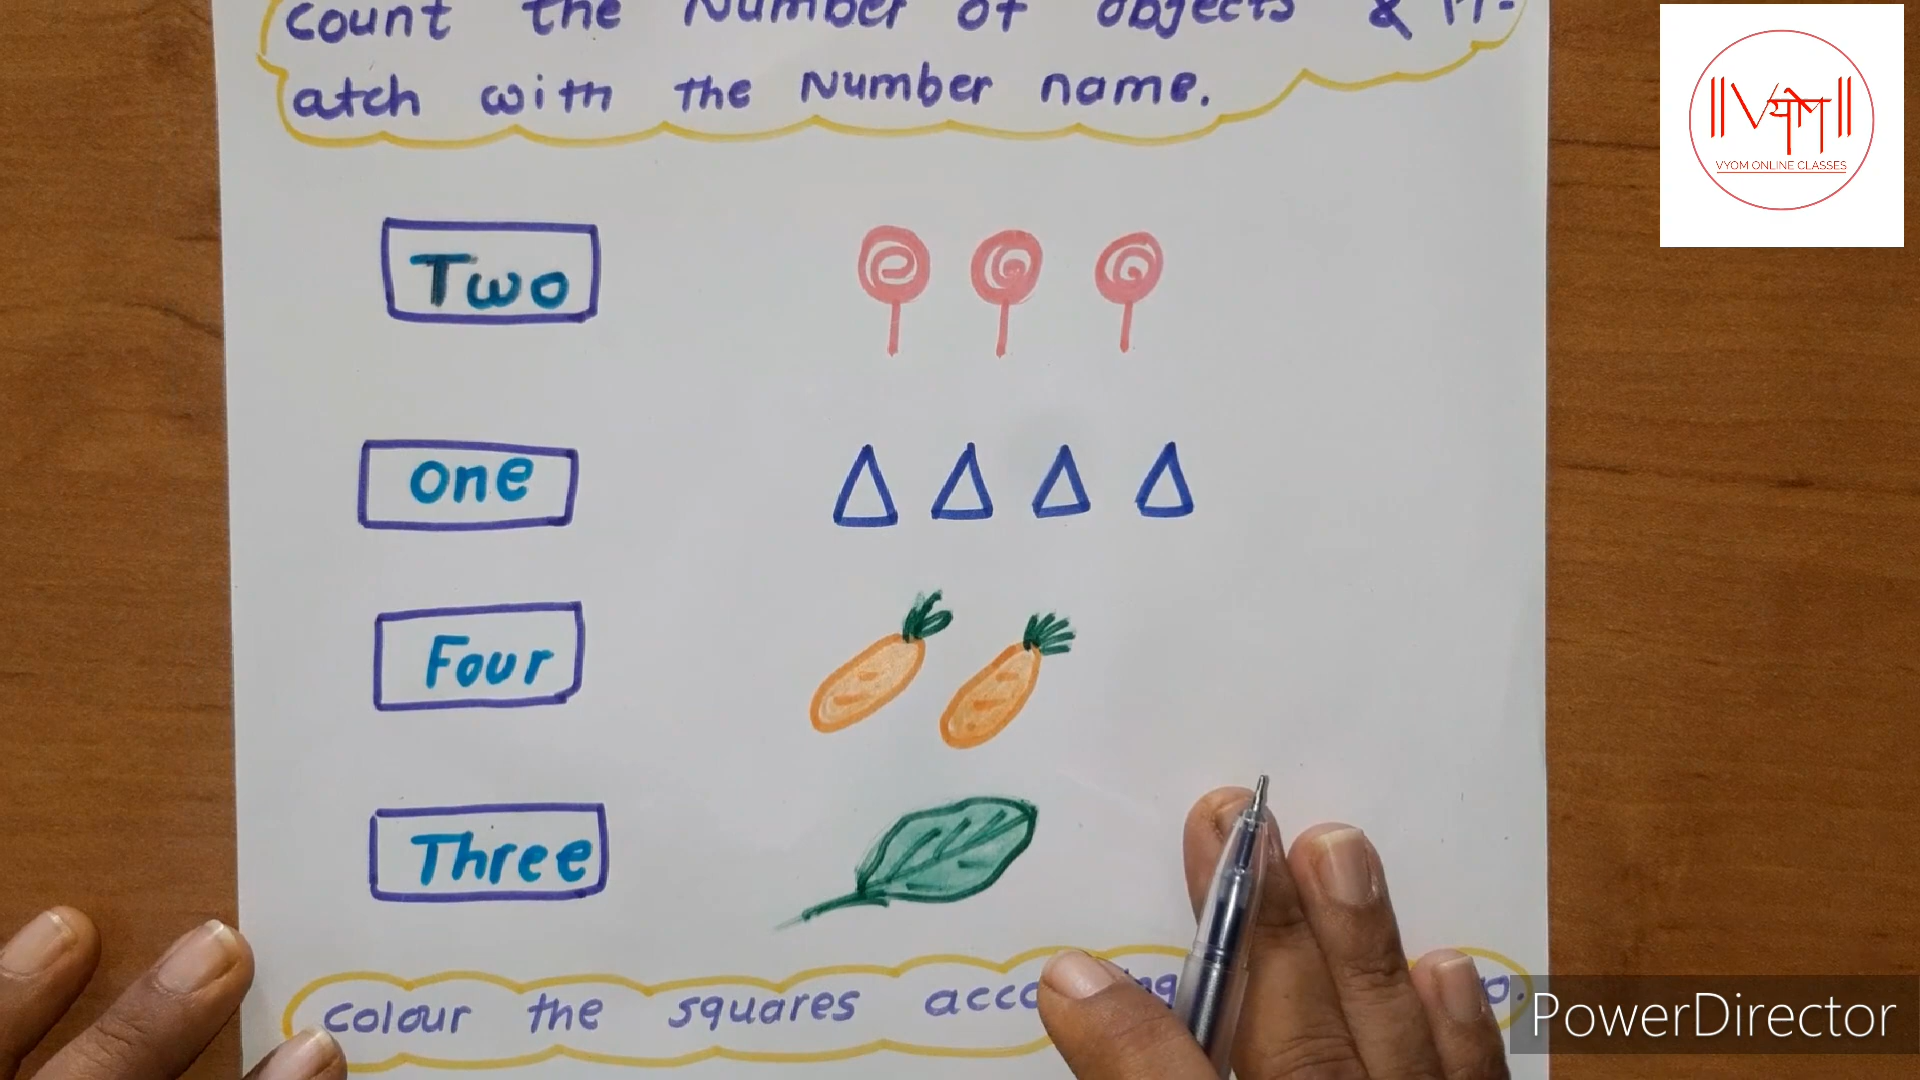 Count the Number of objects & M-
atch with the Number name.
||Vयोम||
VYOM ONLINE CLASSES
Two
one
Four
Three
Colour the squares
PowerDirector